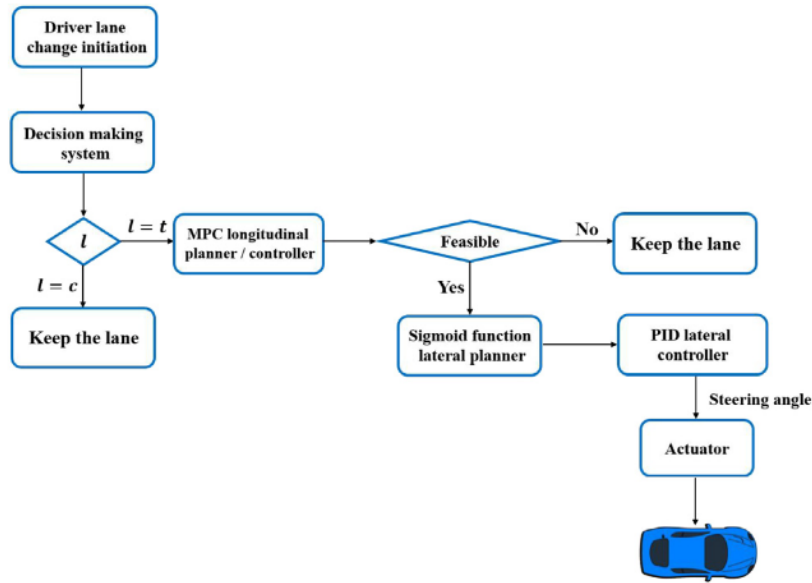 Driver lane
change initiation
Decision making
system
l
l = t
l = c
Keep the lane
MPC longitudinal
planner / controller
Feasible
No
Keep the lane
Yes
Sigmoid function
lateral planner
PID lateral
controller
Steering angle
Actuator